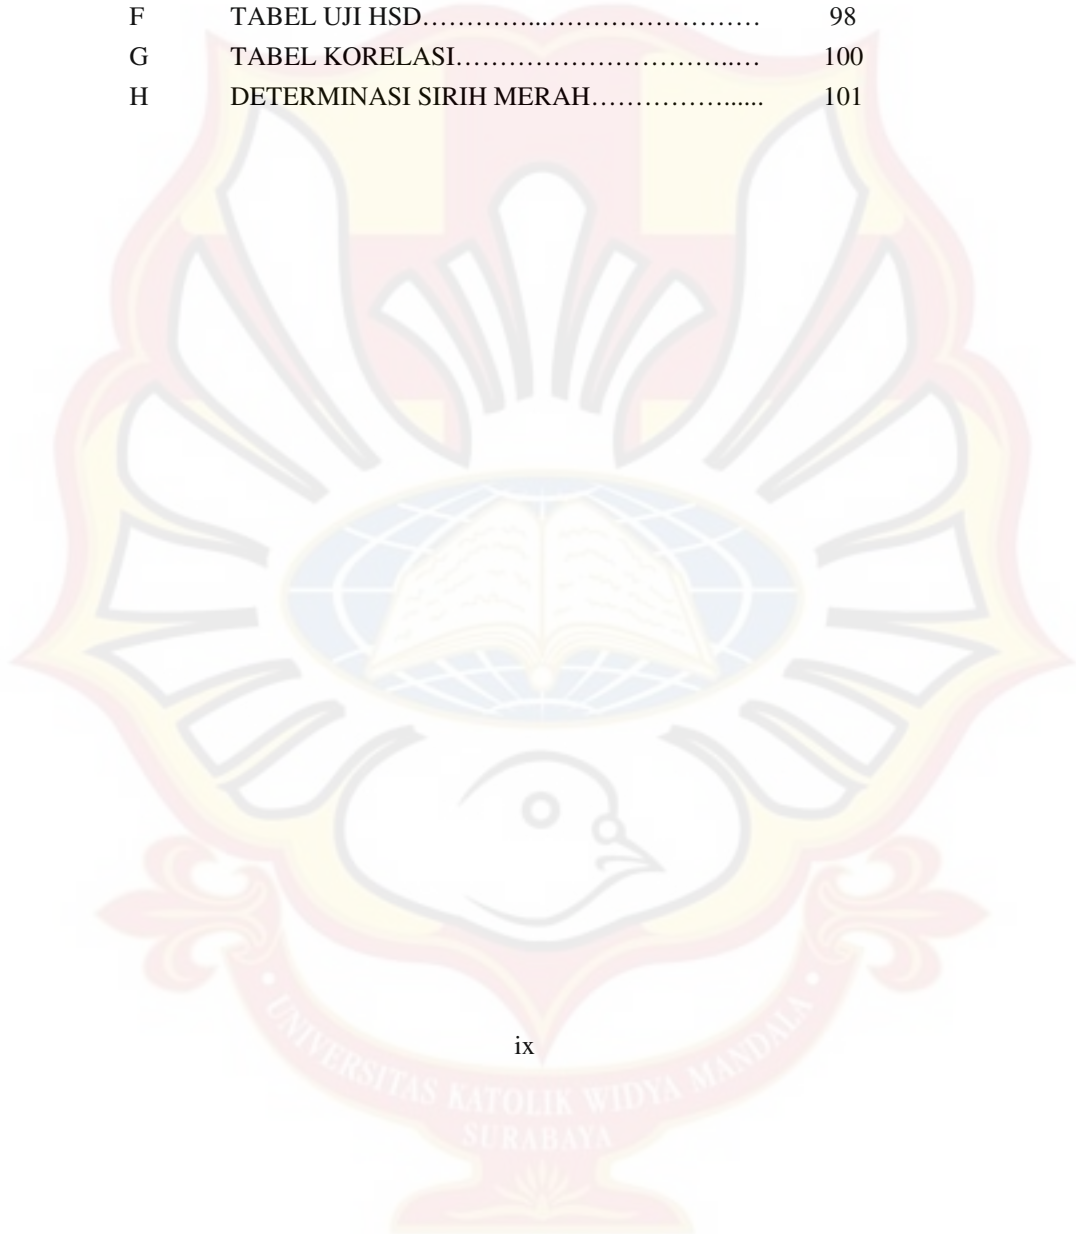 F TABEL UJI HSD…………....…………………… 98
G TABEL KORELASI…………………………..… 100
H DETERMINASI SIRIH MERAH……………...... 101
ix
• UNIVERSITAS KATOLIK WIDYA MANDALA •
SURABAYA